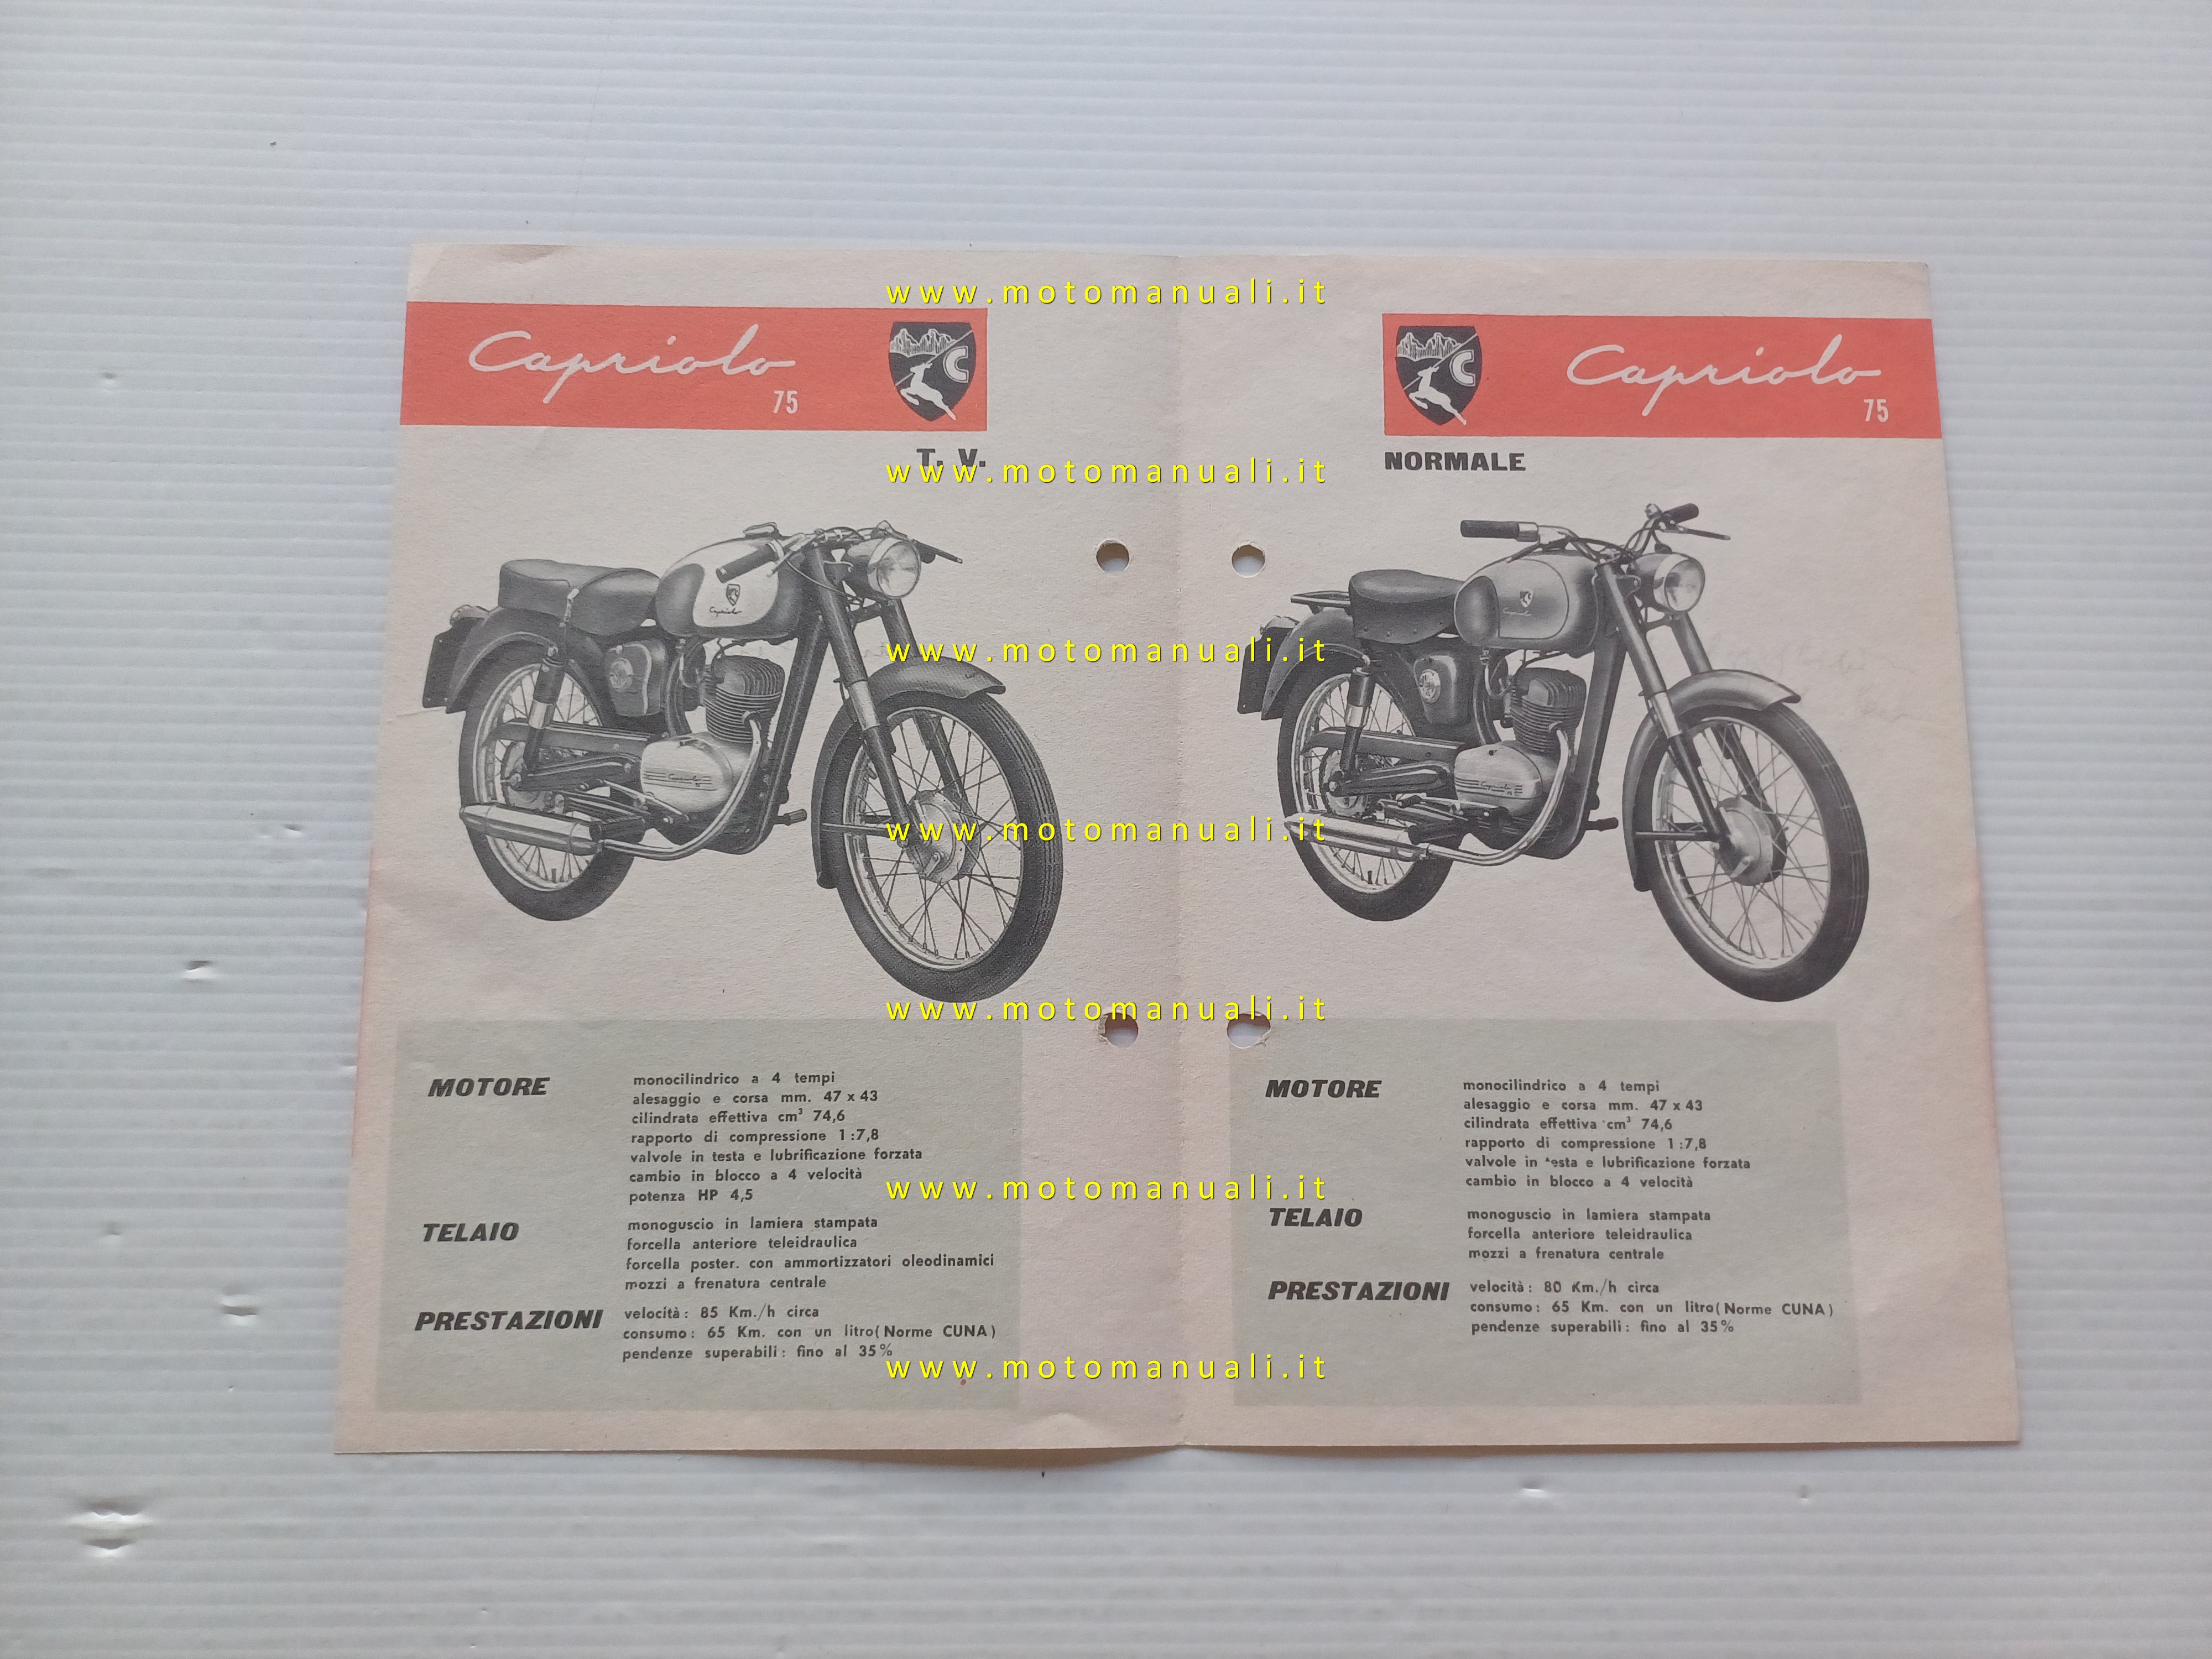 Capriolo
75
C
T. V.
Capriolo
MOTORE
monocilindrico a 4 tempi
alesaggio e corsa mm. 47 x 43
cilindrata effettiva cm³ 74,6
rapporto di compressione 1 :7,8
valvole in testa e lubrificazione forzata
cambio in blocco a 4 velocità
potenza HP 4,5
TELAIO
monoguscio in lamiera stampata
forcella anteriore teleidraulica
forcella poster. con ammortizzatori oleodinamici
mozzi a frenatura centrale
PRESTAZIONI
velocità : 85 Km./h circa
consumo : 65 Km. con un litro ( Norme CUNA )
pendenze superabili : fino al 35 %
C
Capriolo
75
NORMALE
Capriolo
MOTORE
monocilindrico a 4 tempi
alesaggio e corsa mm. 47 x 43
cilindrata effettiva cm³ 74,6
rapporto di compressione 1 :7,8
valvole in testa e lubrificazione forzata
cambio in blocco a 4 velocità
TELAIO
monoguscio in lamiera stampata
forcella anteriore teleidraulica
mozzi a frenatura centrale
PRESTAZIONI
velocità : 80 Km./h circa
consumo : 65 Km. con un litro ( Norme CUNA )
pendenze superabili : fino al 35 %
www.motomanuali.it
www.motomanuali.it
www.motomanuali.it
www.motomanuali.it
www.motomanuali.it
www.motomanuali.it
www.motomanuali.it